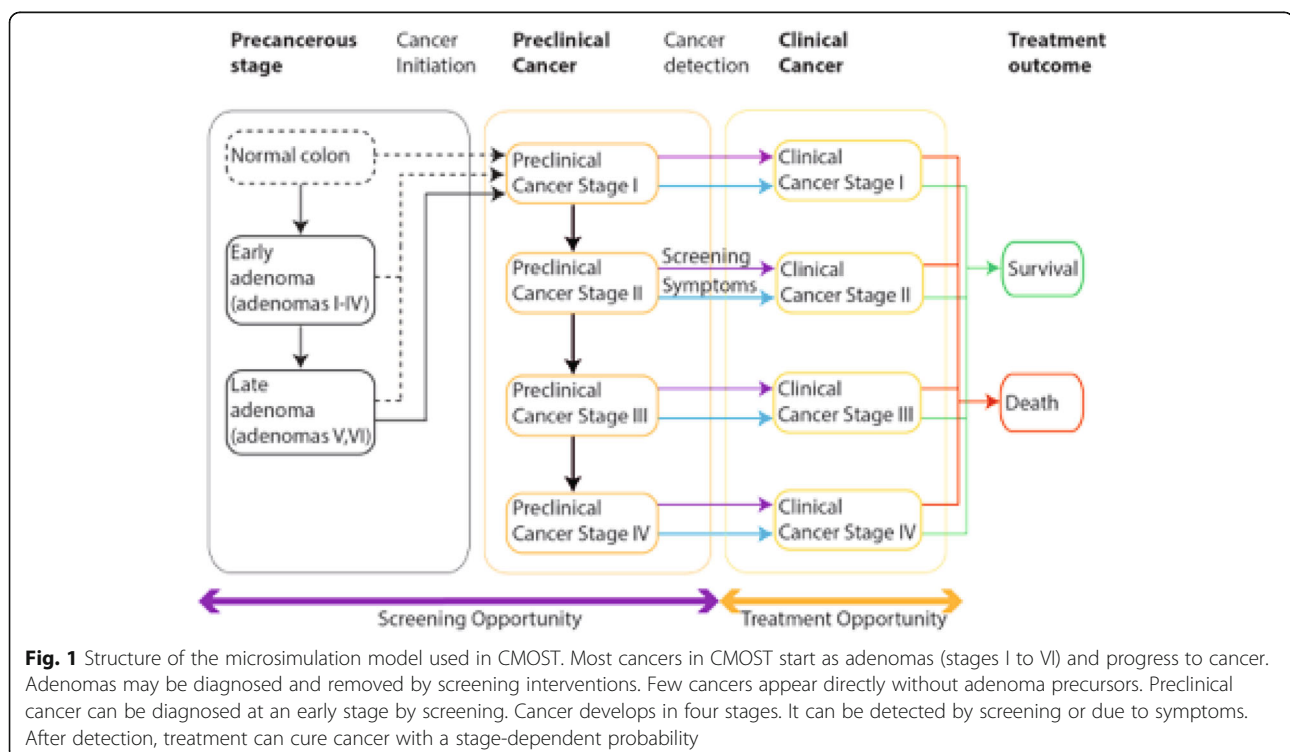 Precancerous stage
Cancer Initiation
Preclinical Cancer
Cancer detection
Clinical Cancer
Treatment outcome
Normal colon
Early
adenoma
(adenomas I-IV)
Late
adenoma
(adenomas V,VI)
Preclinical
Cancer Stage I
Preclinical
Cancer Stage II
Preclinical
Cancer Stage III
Preclinical
Cancer Stage IV
Screening
Symptoms
Clinical
Cancer Stage I
Clinical
Cancer Stage II
Clinical
Cancer Stage III
Clinical
Cancer Stage IV
Survival
Death
Screening Opportunity
Treatment Opportunity
Fig. 1 Structure of the microsimulation model used in CMOST. Most cancers in CMOST start as adenomas (stages I to VI) and progress to cancer.
Adenomas may be diagnosed and removed by screening interventions. Few cancers appear directly without adenoma precursors. Preclinical
cancer can be diagnosed at an early stage by screening. Cancer develops in four stages. It can be detected by screening or due to symptoms.
After detection, treatment can cure cancer with a stage-dependent probability